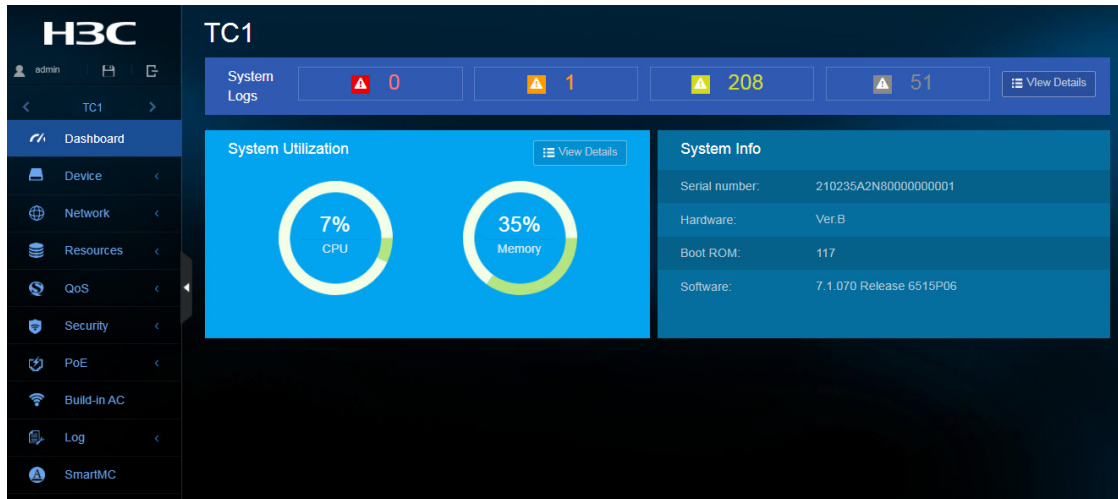 H3C
admin
TC1
Dashboard
Device
Network
Resources
QoS
Security
PoE
Build-in AC
Log
SmartMC
TC1
System Logs
0
1
208
51
View Details
System Utilization
View Details
7%
CPU
35%
Memory
System Info
Serial number: 210235A2N80000000001
Hardware: Ver.B
Boot ROM: 117
Software: 7.1.070 Release 6515P06